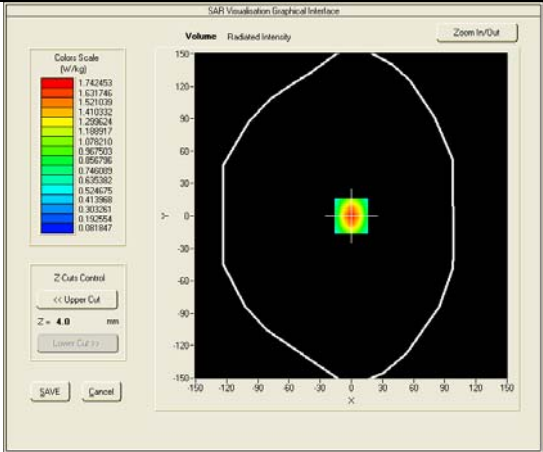 SAR Visualisation Graphical Interface
Volume Radiated Intensity
Zoom In/Out
Colors Scale
(W/kg)
1.742453
1.631746
1.521039
1.410332
1.299624
1.188917
1.078210
0.967503
0.856796
0.746089
0.635382
0.524675
0.413968
0.303261
0.192554
0.081847
Z-Cuts Control
<< Upper Cut
Z = 4.0 mm
Lower Cut >>
SAVE Cancel
150
120
90
60
30
0
-30
-60
-90
-120
-150
Y
-150 -120 -90 -60 -30 0 30 60 90 120 150
X